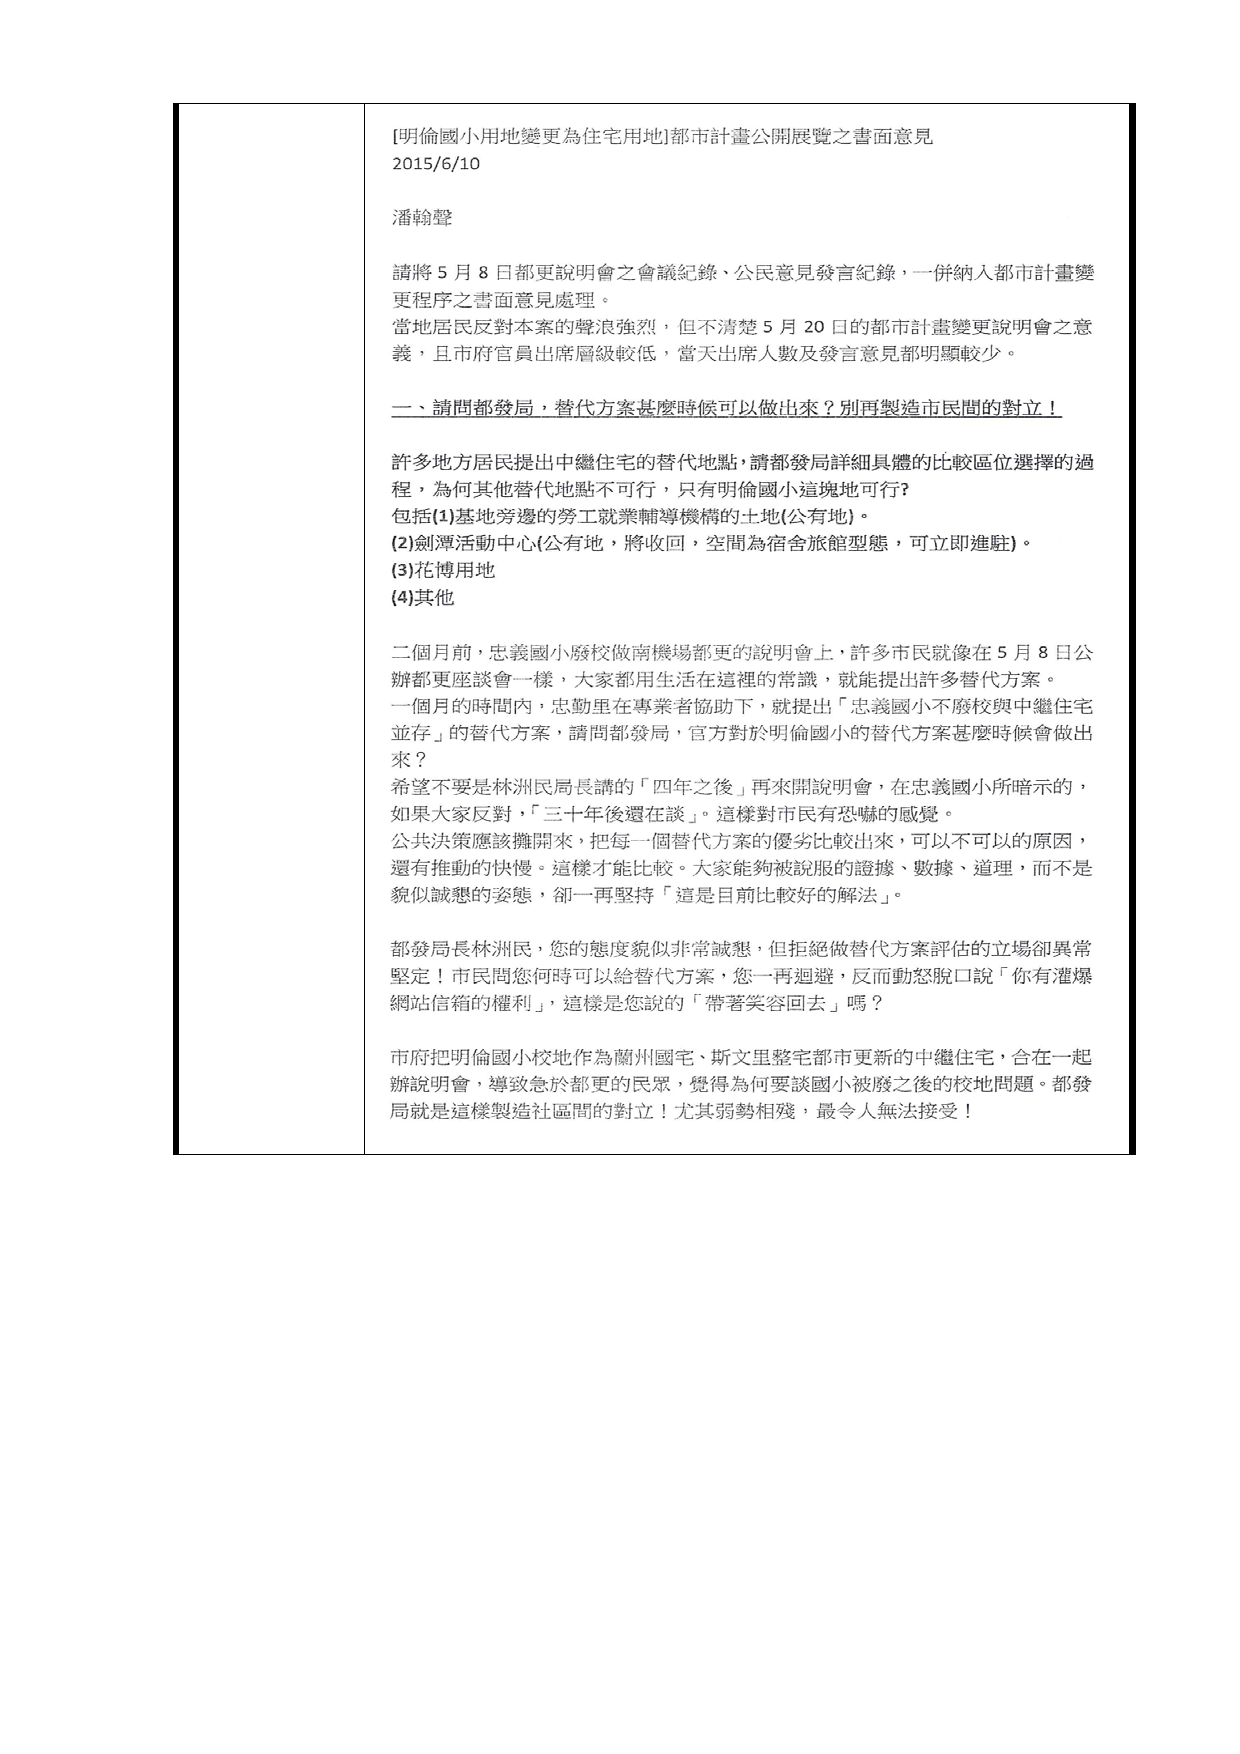 [明倫國小用地變更為住宅用地]都市計畫公開展覽之書面意見
2015/6/10
潘翰聲
請將 5 月 8 日都更說明會之會議紀錄、公民意見發言紀錄，一併納入都市計畫變
更程序之書面意見處理。
當地居民反對本案的聲浪強烈，但不清楚 5 月 20 日的都市計畫變更說明會之意
義，且市府官員出席層級較低，當天出席人數及發言意見都明顯較少。
一、請問都發局，替代方案甚麼時候可以做出來？別再製造市民間的對立！
許多地方居民提出中繼住宅的替代地點，請都發局詳細具體的比較區位選擇的過
程，為何其他替代地點不可行，只有明倫國小這塊地可行?
包括(1)基地旁邊的勞工就業輔導機構的土地(公有地)。
(2)劍潭活動中心(公有地，將收回，空間為宿舍旅館型態，可立即進駐)。
(3)花博用地
(4)其他
二個月前，忠義國小廢校做南機場都更的說明會上，許多市民就像在 5 月 8 日公
辦都更座談會一樣，大家都用生活在這裡的常識，就能提出許多替代方案。
一個月的時間內，忠勤里在專業者協助下，就提出「忠義國小不廢校與中繼住宅
並存」的替代方案，請問都發局，官方對於明倫國小的替代方案甚麼時候會做出
來？
希望不要是林洲民局長講的「四年之後」再來開說明會，在忠義國小所暗示的，
如果大家反對，「三十年後還在談」。這樣對市民有恐嚇的感覺。
公共決策應該攤開來，把每一個替代方案的優劣比較出來，可以不可以的原因，
還有推動的快慢。這樣才能比較。大家能夠被說服的證據、數據、道理，而不是
貌似誠懇的姿態，卻一再堅持「這是目前比較好的解法」。
都發局長林洲民，您的態度貌似非常誠懇，但拒絕做替代方案評估的立場卻異常
堅定！市民問您何時可以給替代方案，您一再迴避，反而動怒脫口說「你有灌爆
網站信箱的權利」，這樣是您說的「帶著笑容回去」嗎？
市府把明倫國小校地作為蘭州國宅、斯文里整宅都市更新的中繼住宅，合在一起
辦說明會，導致急於都更的民眾，覺得為何要談國小被廢之後的校地問題。都發
局就是這樣製造社區間的對立！尤其弱勢相殘，最令人無法接受！